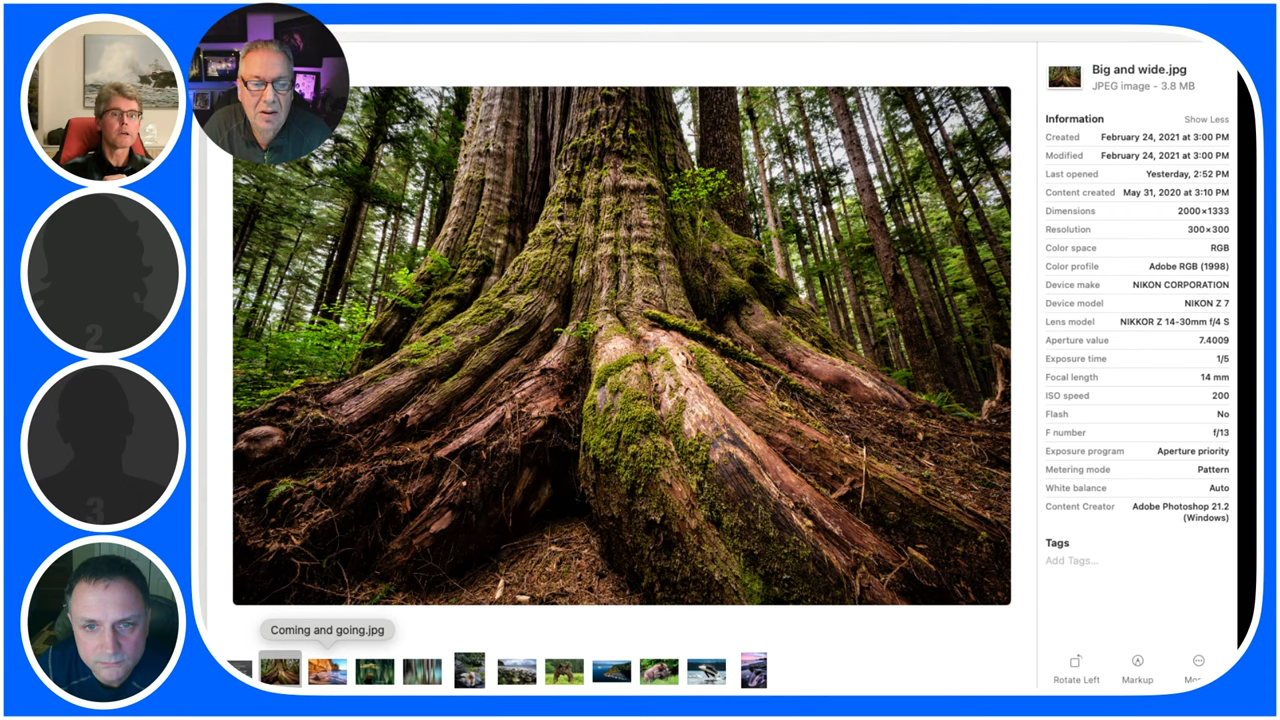 Big and wide.jpg
JPEG image - 3.8 MB
Information Show Less
Created February 24, 2021 at 3:00 PM
Modified February 24, 2021 at 3:00 PM
Last opened Yesterday, 2:52 PM
Content created May 31, 2020 at 3:10 PM
Dimensions 2000×1333
Resolution 300×300
Color space RGB
Color profile Adobe RGB (1998)
Device make NIKON CORPORATION
Device model NIKON Z 7
Lens model NIKKOR Z 14-30mm f/4 S
Aperture value 7.4009
Exposure time 1/5
Focal length 14 mm
ISO speed 200
Flash No
F number f/13
Exposure program Aperture priority
Metering mode Pattern
White balance Auto
Content Creator Adobe Photoshop 21.2
(Windows)
Tags
Add Tags...
2
3
Coming and going.jpg
Rotate Left Markup